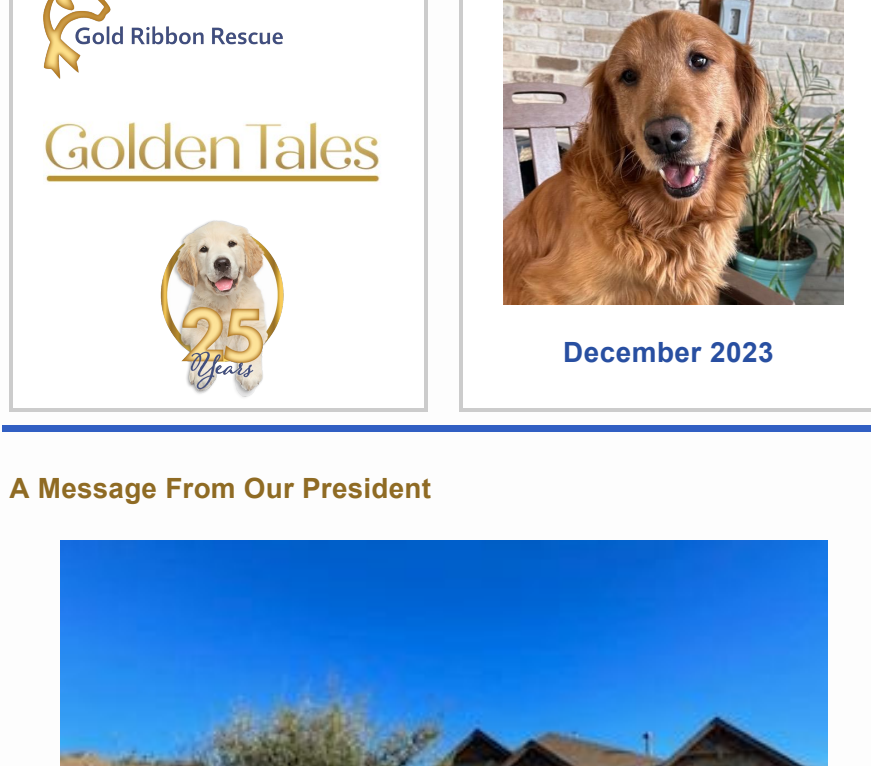 Gold Ribbon Rescue
Golden Tales
25
Years
December 2023
A Message From Our President